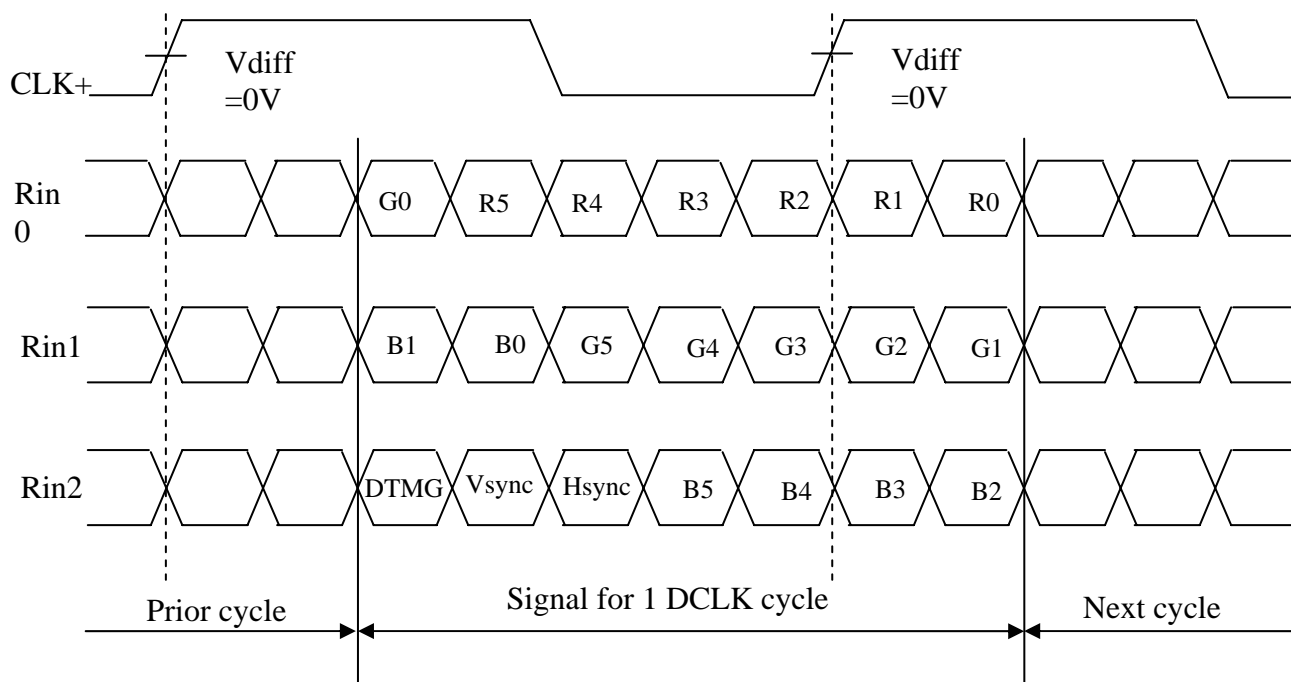 CLK+
Vdiff
=0V
Vdiff
=0V
Rin
0
G0 R5 R4 R3 R2 R1 R0
Rin1
B1 B0 G5 G4 G3 G2 G1
Rin2
DTMG Vsync Hsync B5 B4 B3 B2
Prior cycle
Signal for 1 DCLK cycle
Next cycle